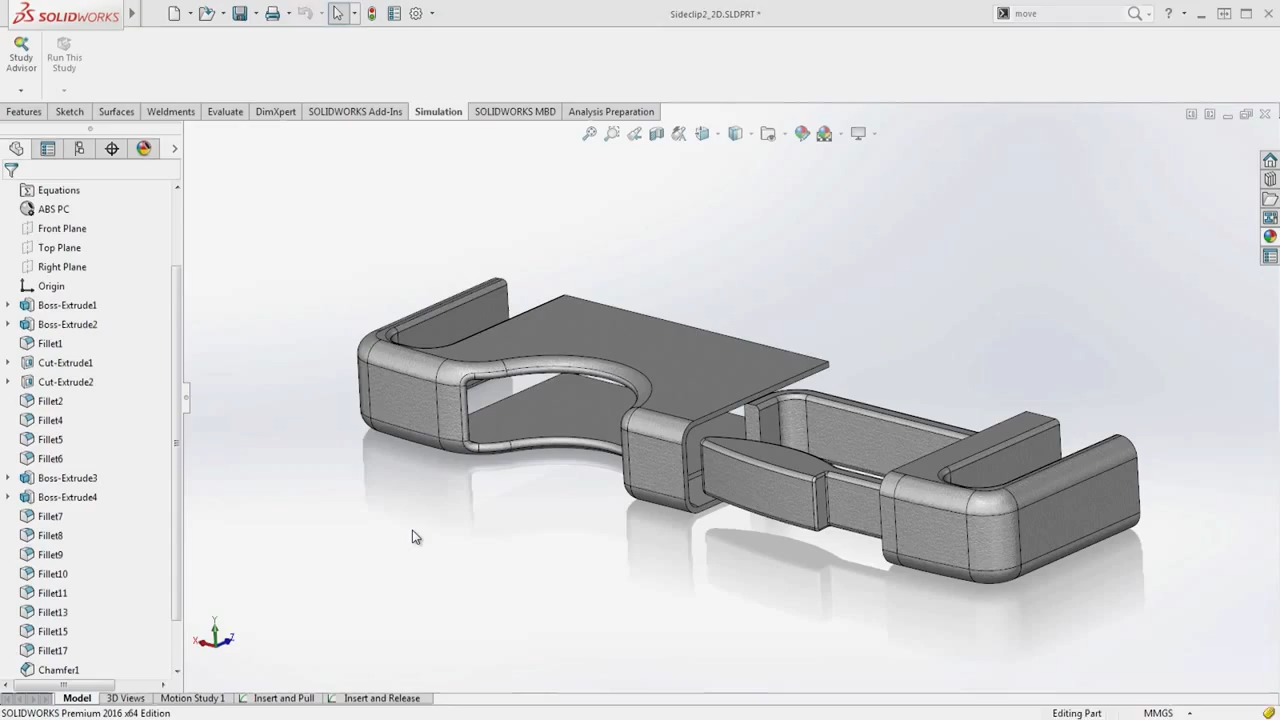 SOLIDWORKS
Sideclip2_2D.SLDPRT *
move
Study
Advisor
Run This
Study
Features
Sketch
Surfaces
Weldments
Evaluate
DimXpert
SOLIDWORKS Add-Ins
Simulation
SOLIDWORKS MBD
Analysis Preparation
Equations
ABS PC
Front Plane
Top Plane
Right Plane
Origin
Boss-Extrude1
Boss-Extrude2
Fillet1
Cut-Extrude1
Cut-Extrude2
Fillet2
Fillet4
Fillet5
Fillet6
Boss-Extrude3
Boss-Extrude4
Fillet7
Fillet8
Fillet9
Fillet10
Fillet11
Fillet13
Fillet15
Fillet17
Chamfer1
Y
X
Z
Model
3D Views
Motion Study 1
Insert and Pull
Insert and Release
SOLIDWORKS Premium 2016 x64 Edition
Editing Part
MMGS